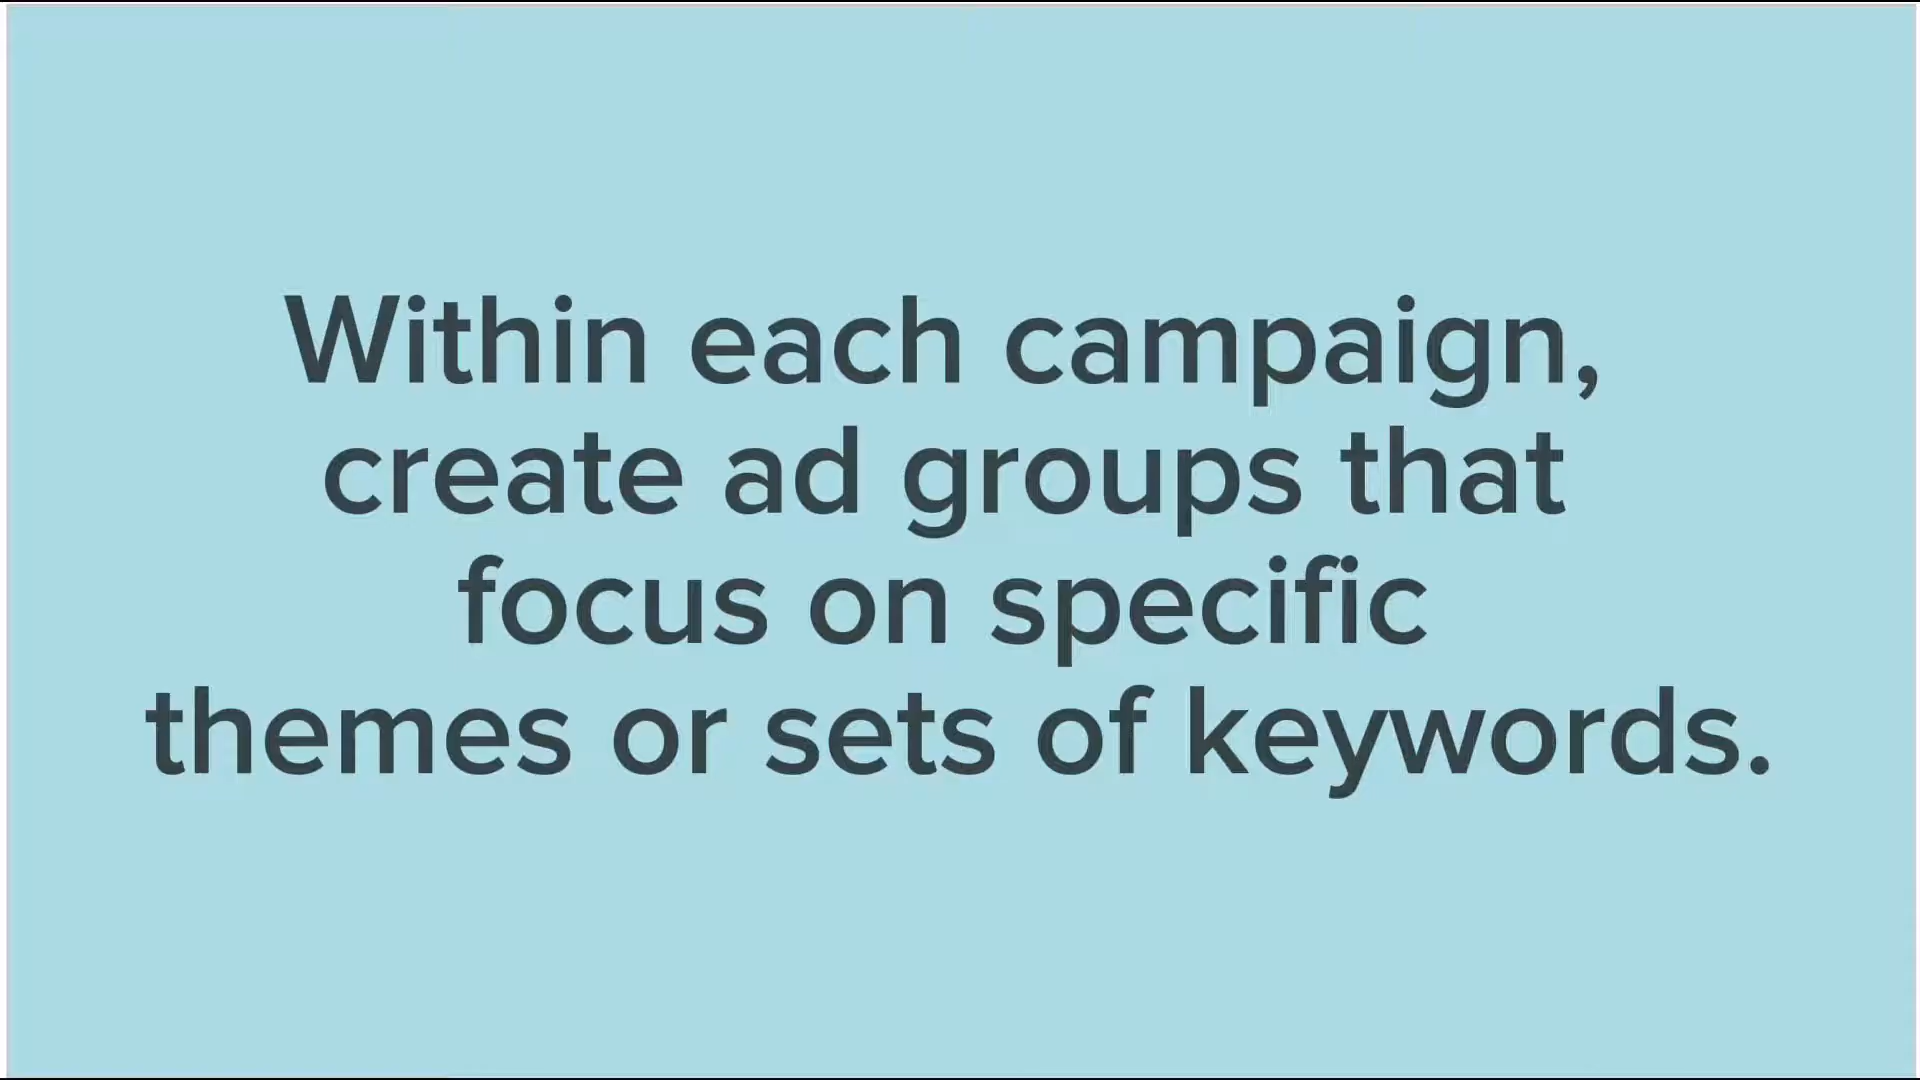 Within each campaign,
create ad groups that
focus on specific
themes or sets of keywords.